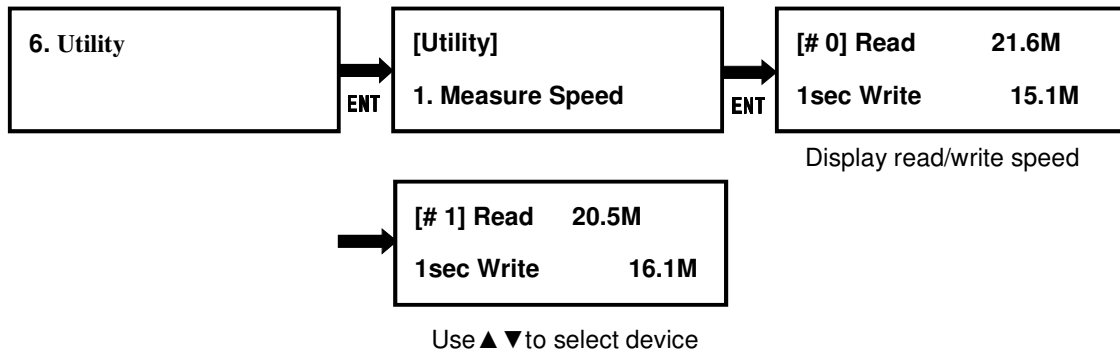 6. Utility
ENT
[Utility]
1. Measure Speed
ENT
[# 0] Read 21.6M
1sec Write 15.1M
Display read/write speed
[# 1] Read 20.5M
1sec Write 16.1M
Use▲▼to select device